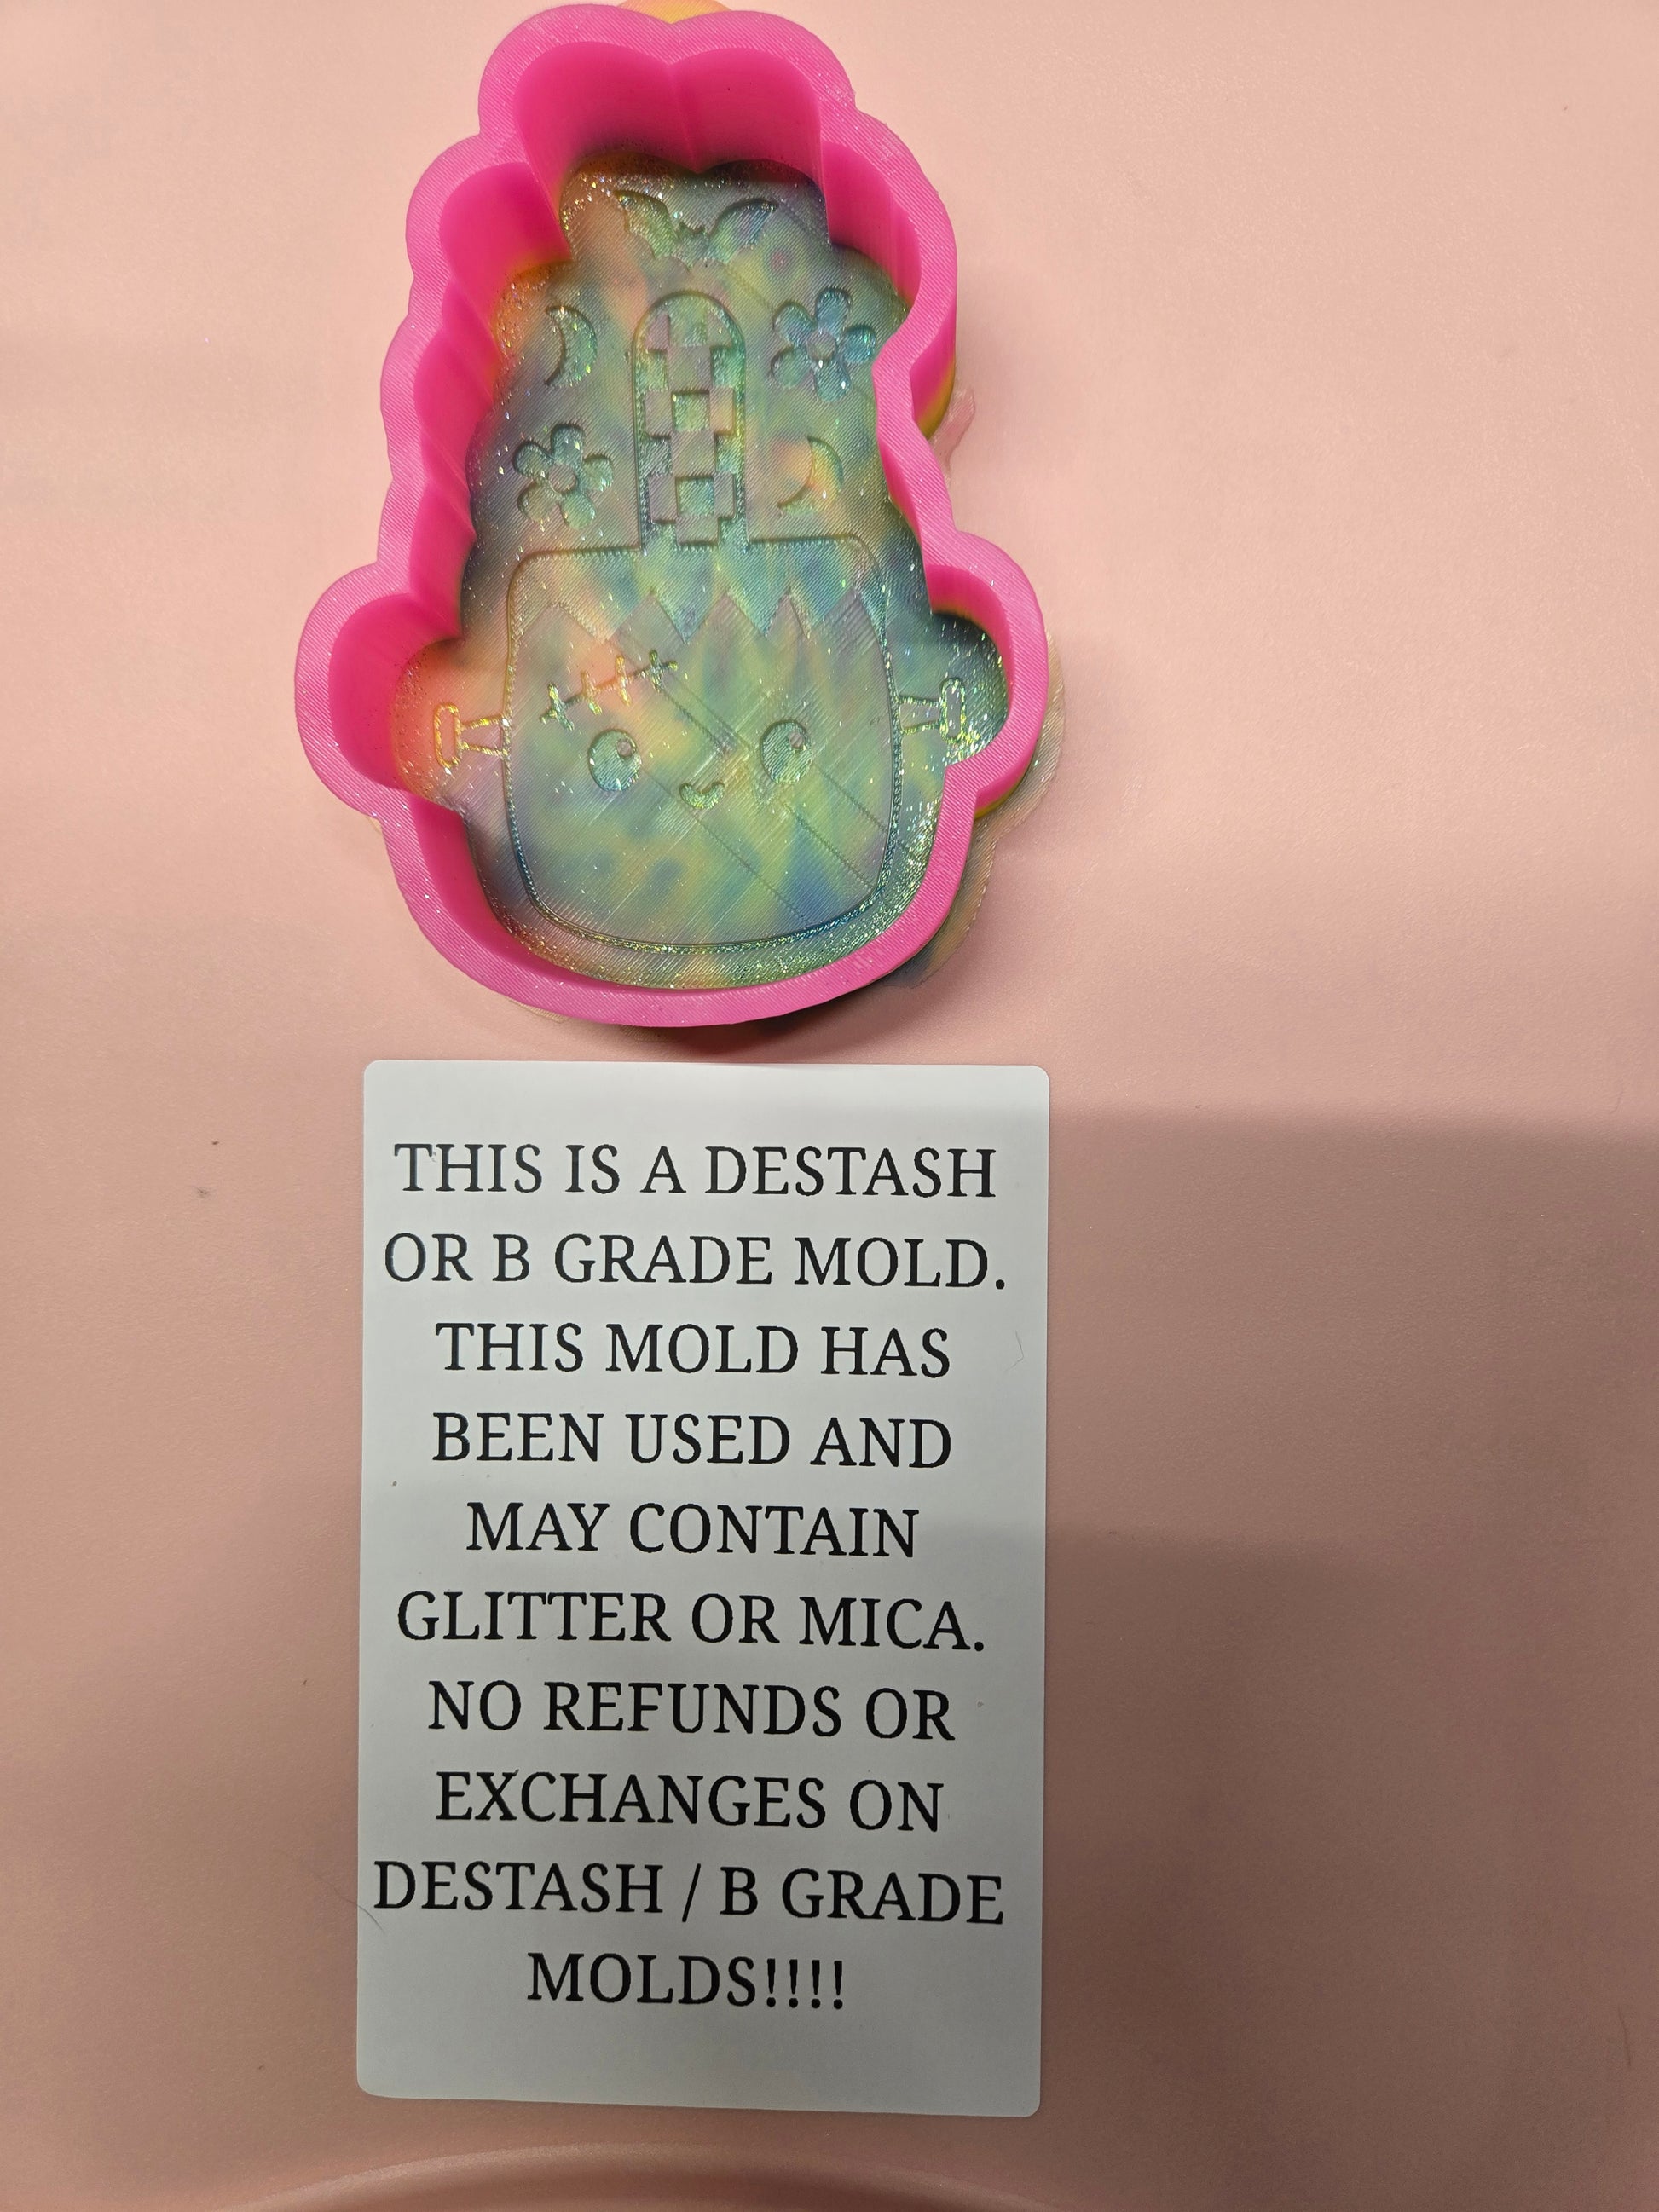 THIS IS A DESTASH
OR B GRADE MOLD.
THIS MOLD HAS
BEEN USED AND
MAY CONTAIN
GLITTER OR MICA.
NO REFUNDS OR
EXCHANGES ON
DESTASH / B GRADE
MOLDS!!!!